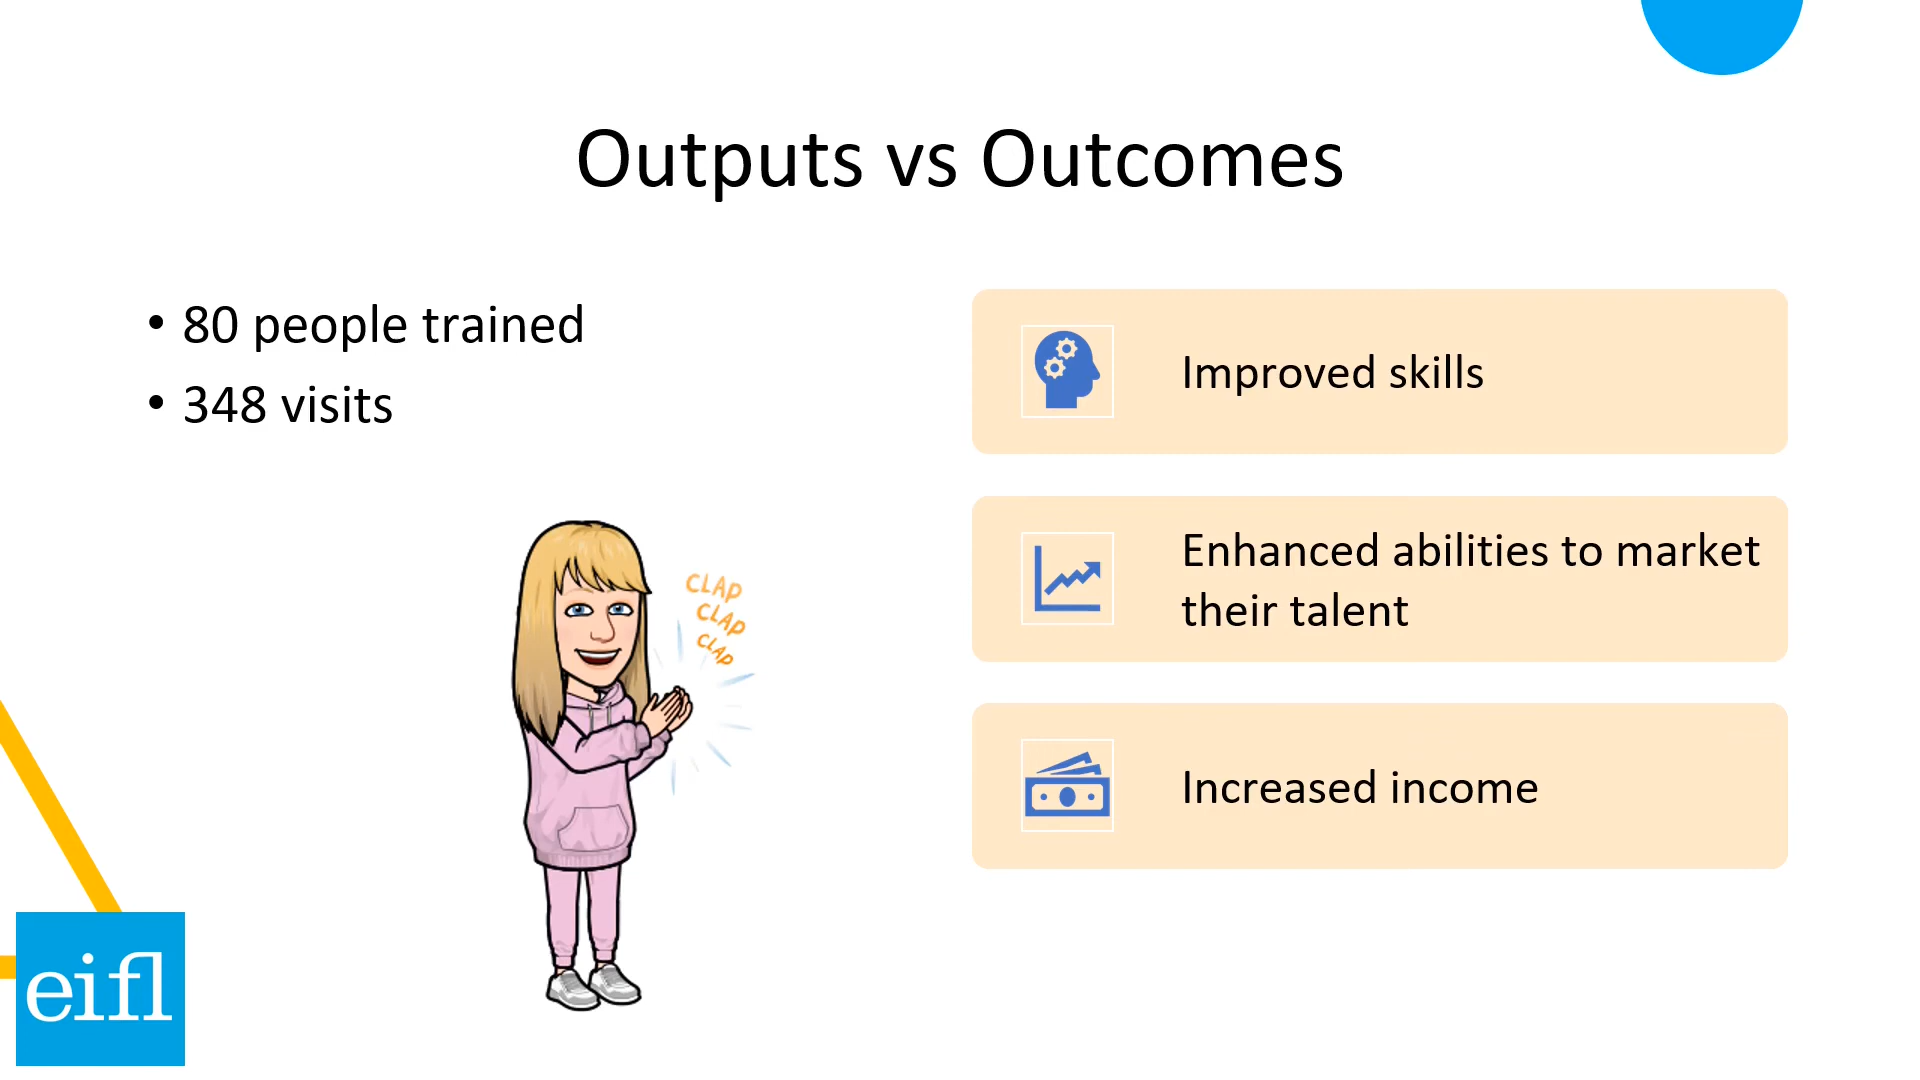 Outputs vs Outcomes
• 80 people trained
• 348 visits
CLAP
CLAP
CLAP
Improved skills
Enhanced abilities to market
their talent
Increased income
eifl